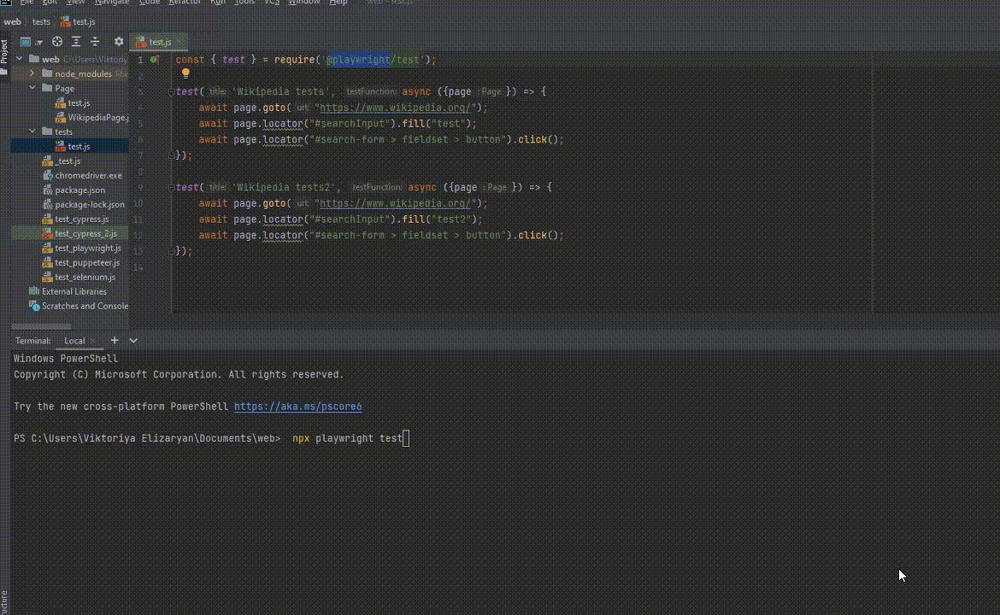 File Edit View Navigate Code Refactor Run Tools VCS Window Help web - test.js
web tests test.js
Project
test.js
web C:\Users\Viktoriy
node_modules
Page
test.js
WikipediaPage.j
tests
test.js
_test.js
chromedriver.exe
package.json
package-lock.json
test_cypress.js
test_cypress_2.js
test_playwright.js
test_puppeteer.js
test_selenium.js
External Libraries
Scratches and Console
1 const { test } = require('@playwright/test');
2
3 test( title: 'Wikipedia tests', testFunction: async ({page : Page }) => {
4 await page.goto( url: "https://www.wikipedia.org/");
5 await page.locator("#searchInput").fill("test");
6 await page.locator("#search-form > fieldset > button").click();
7 });
8
9 test( title: 'Wikipedia tests2', testFunction: async ({page : Page }) => {
10 await page.goto( url: "https://www.wikipedia.org/");
11 await page.locator("#searchInput").fill("test2");
12 await page.locator("#search-form > fieldset > button").click();
13 });
14
Terminal: Local
Windows PowerShell
Copyright (C) Microsoft Corporation. All rights reserved.
Try the new cross-platform PowerShell https://aka.ms/pscore6
PS C:\Users\Viktoriya Elizaryan\Documents\web> npx playwright test
ructure